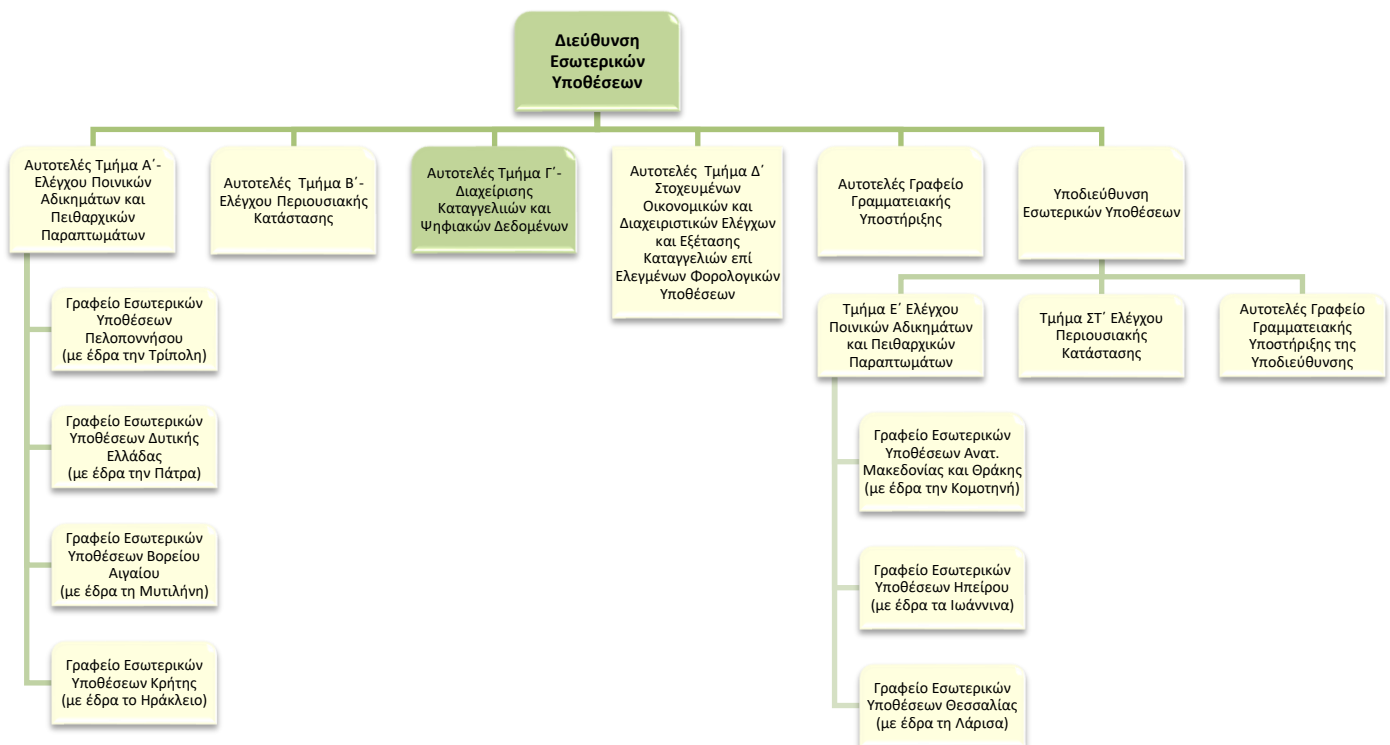 Διεύθυνση
Εσωτερικών
Υποθέσεων
Αυτοτελές Τμήμα Α΄-
Ελέγχου Ποινικών
Αδικημάτων και
Πειθαρχικών
Παραπτωμάτων
Αυτοτελές Τμήμα Β΄-
Ελέγχου Περιουσιακής
Κατάστασης
Αυτοτελές Τμήμα Γ΄-
Διαχείρισης
Καταγγελιιών και
Ψηφιακών Δεδομένων
Αυτοτελές Τμήμα Δ΄
Στοχευμένων
Οικονομικών και
Διαχειριστικών Ελέγχων
και Εξέτασης
Καταγγελιών επί
Ελεγμένων Φορολογικών
Υποθέσεων
Αυτοτελές Γραφείο
Γραμματειακής
Υποστήριξης
Υποδιεύθυνση
Εσωτερικών Υποθέσεων
Γραφείο Εσωτερικών
Υποθέσεων
Πελοποννήσου
(με έδρα την Τρίπολη)
Γραφείο Εσωτερικών
Υποθέσεων Δυτικής
Ελλάδας
(με έδρα την Πάτρα)
Γραφείο Εσωτερικών
Υποθέσεων Βορείου
Αιγαίου
(με έδρα τη Μυτιλήνη)
Γραφείο Εσωτερικών
Υποθέσεων Κρήτης
(με έδρα το Ηράκλειο)
Τμήμα Ε΄ Ελέγχου
Ποινικών Αδικημάτων
και Πειθαρχικών
Παραπτωμάτων
Τμήμα ΣΤ΄ Ελέγχου
Περιουσιακής
Κατάστασης
Αυτοτελές Γραφείο
Γραμματειακής
Υποστήριξης της
Υποδιεύθυνσης
Γραφείο Εσωτερικών
Υποθέσεων Ανατ.
Μακεδονίας και Θράκης
(με έδρα την Κομοτηνή)
Γραφείο Εσωτερικών
Υποθέσεων Ηπείρου
(με έδρα τα Ιωάννινα)
Γραφείο Εσωτερικών
Υποθέσεων Θεσσαλίας
(με έδρα τη Λάρισα)